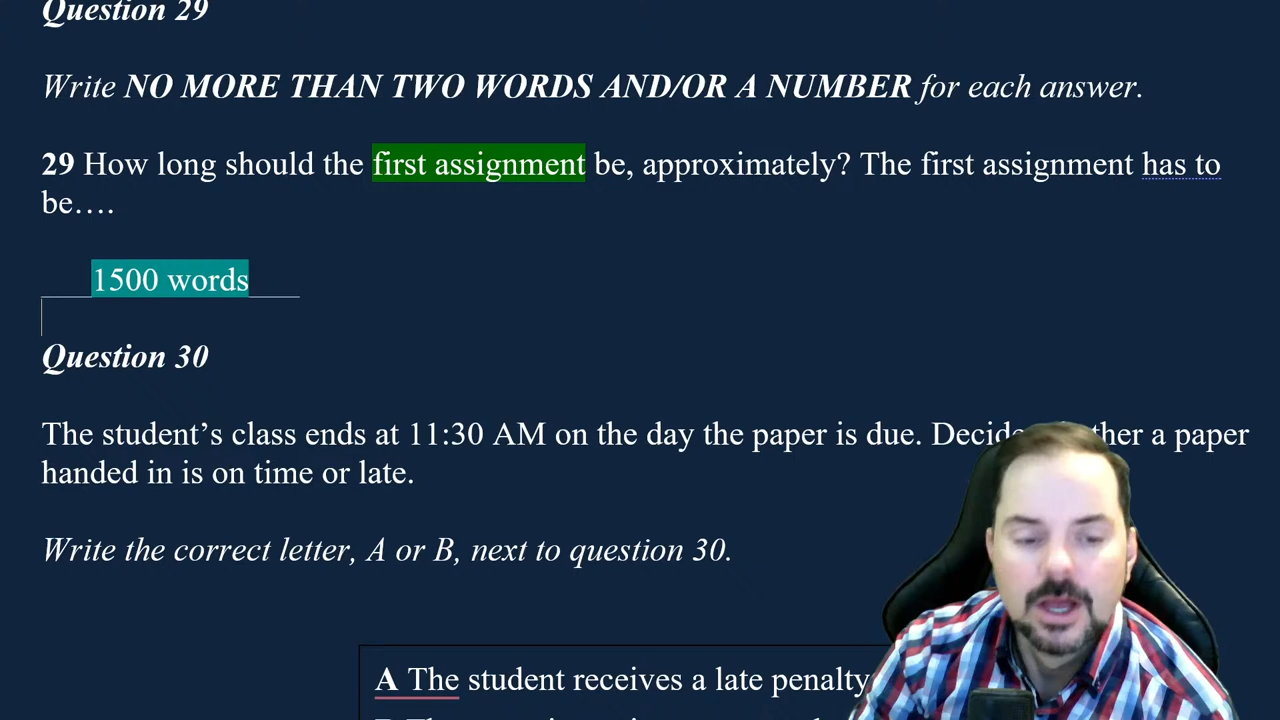 Question 29
Write NO MORE THAN TWO WORDS AND/OR A NUMBER for each answer.
29 How long should the first assignment be, approximately? The first assignment has to
be….
1500 words
Question 30
The student’s class ends at 11:30 AM on the day the paper is due. a paper
handed in is on time or late.
Write the correct letter, A or B, next to question 30.
A The student receives a late penalty